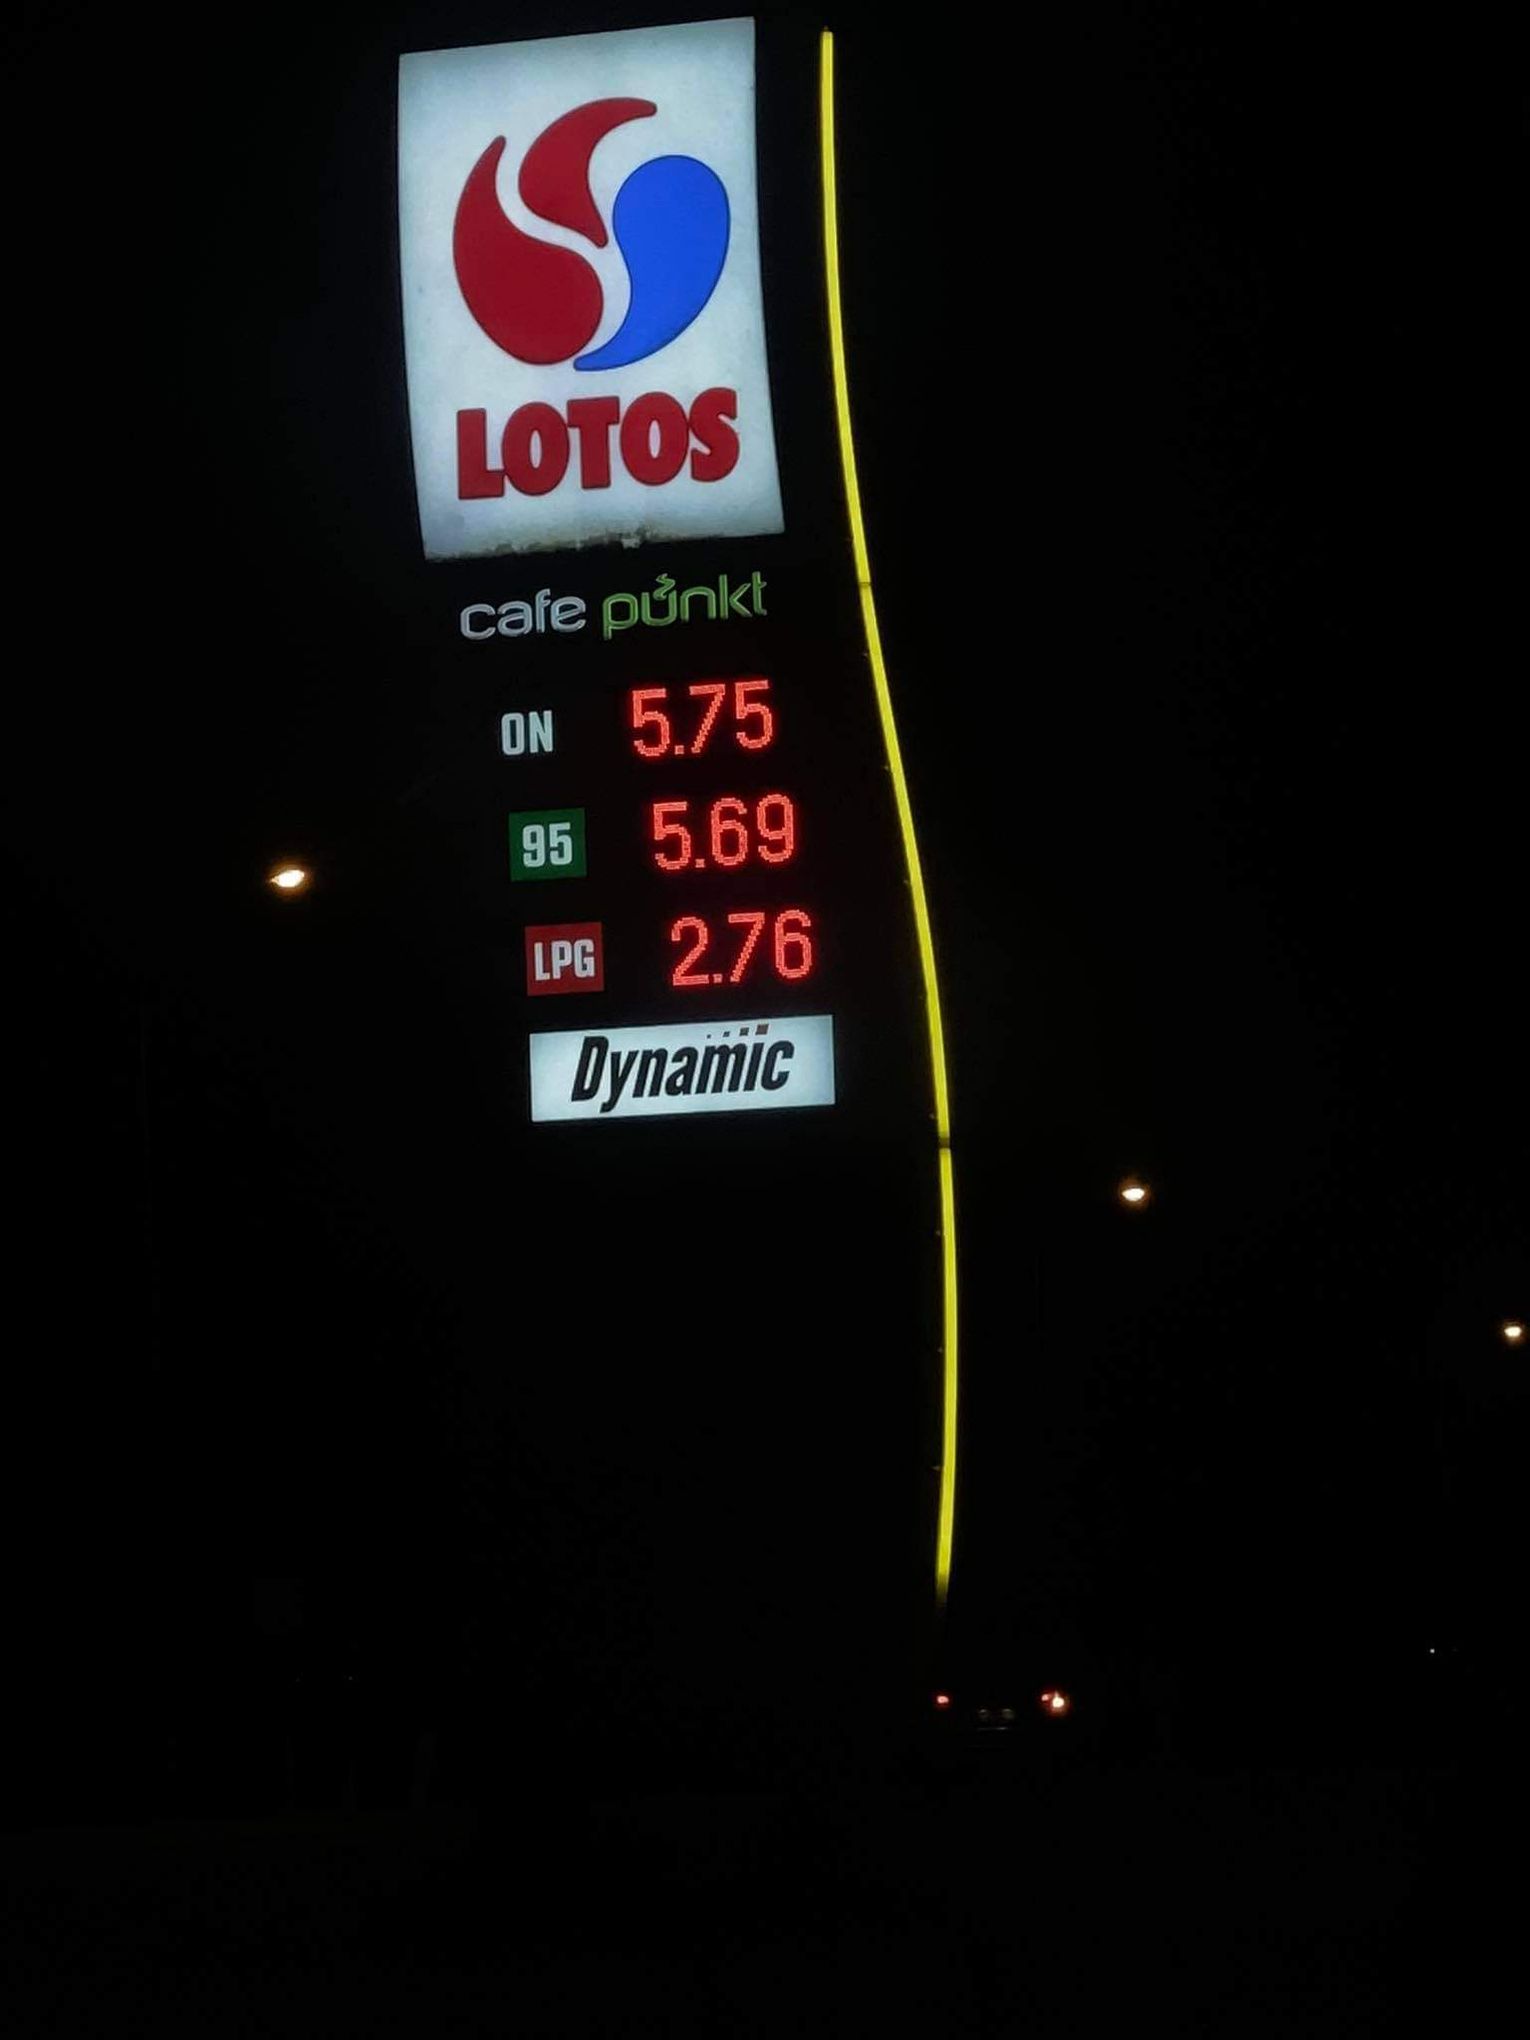 LOTOS
cafe punkt
ON 5.75
95 5.69
LPG 2.76
Dynamic